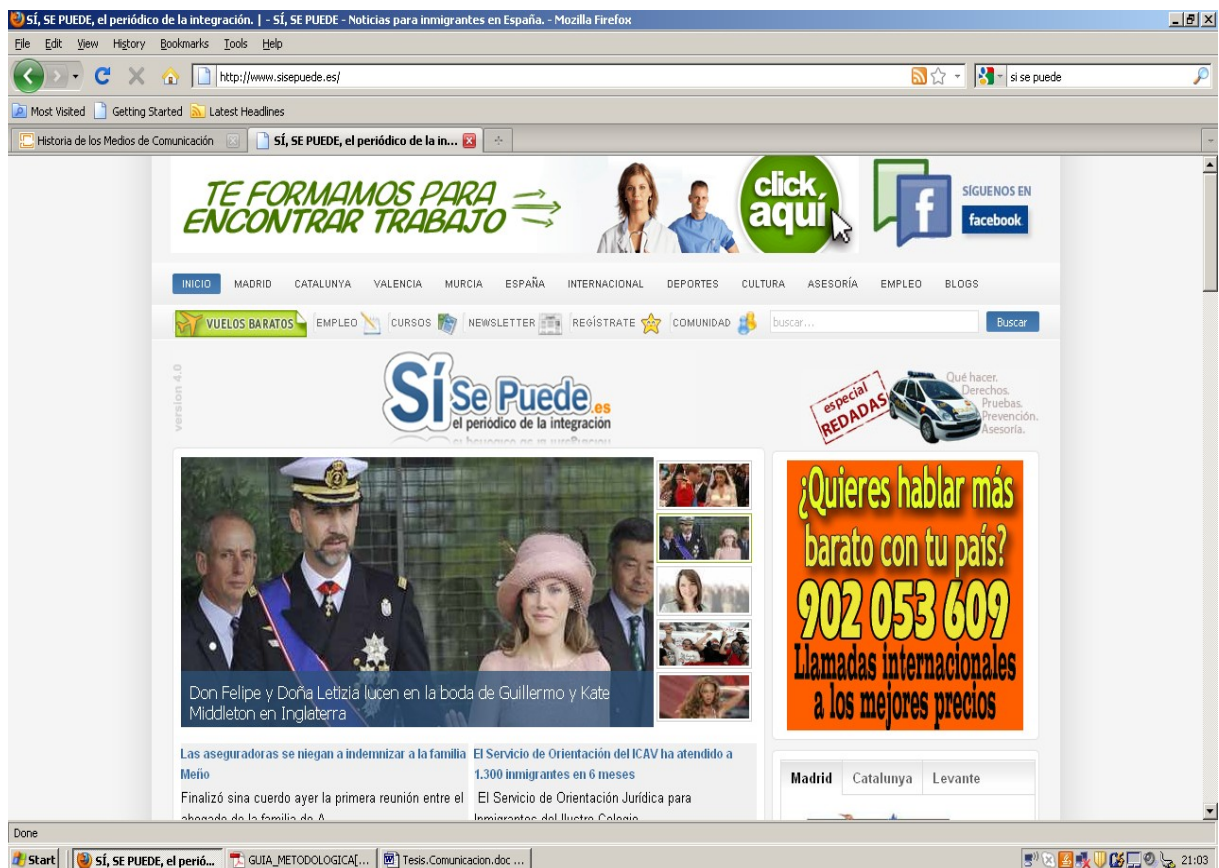 SÍ, SE PUEDE, el periódico de la integración. | - SÍ, SE PUEDE - Noticias para inmigrantes en España. - Mozilla Firefox
File Edit View History Bookmarks Tools Help
http://www.sisepuede.es/
si se puede
Most Visited Getting Started Latest Headlines
Historia de los Medios de Comunicación
SÍ, SE PUEDE, el periódico de la in...
TE FORMAMOS PARA
ENCONTRAR TRABAJO
click
aquí
SÍGUENOS EN
facebook
INICIO MADRID CATALUNYA VALENCIA MURCIA ESPAÑA INTERNACIONAL DEPORTES CULTURA ASESORÍA EMPLEO BLOGS
VUELOS BARATOS EMPLEO CURSOS NEWSLETTER REGÍSTRATE COMUNIDAD buscar... Buscar
version 4.0
Sí Se Puede.es
el periódico de la integración
especial
REDADAS
Qué hacer.
Derechos.
Pruebas.
Prevención.
Asesoría.
Don Felipe y Doña Letizia lucen en la boda de Guillermo y Kate
Middleton en Inglaterra
¿Quieres hablar más
barato con tu país?
902 053 609
Llamadas internacionales
a los mejores precios
Las aseguradoras se niegan a indemnizar a la familia
Meño
Finalizó sina cuerdo ayer la primera reunión entre el
abogado de la familia de A
El Servicio de Orientación del ICAV ha atendido a
1.300 inmigrantes en 6 meses
El Servicio de Orientación Jurídica para
Inmigrantes del Ilustre Colegio
Madrid Catalunya Levante
Done
Start
SÍ, SE PUEDE, el perió...
GUIA_METODOLOGICA[...
Tesis.Comunicacion.doc ...
21:03